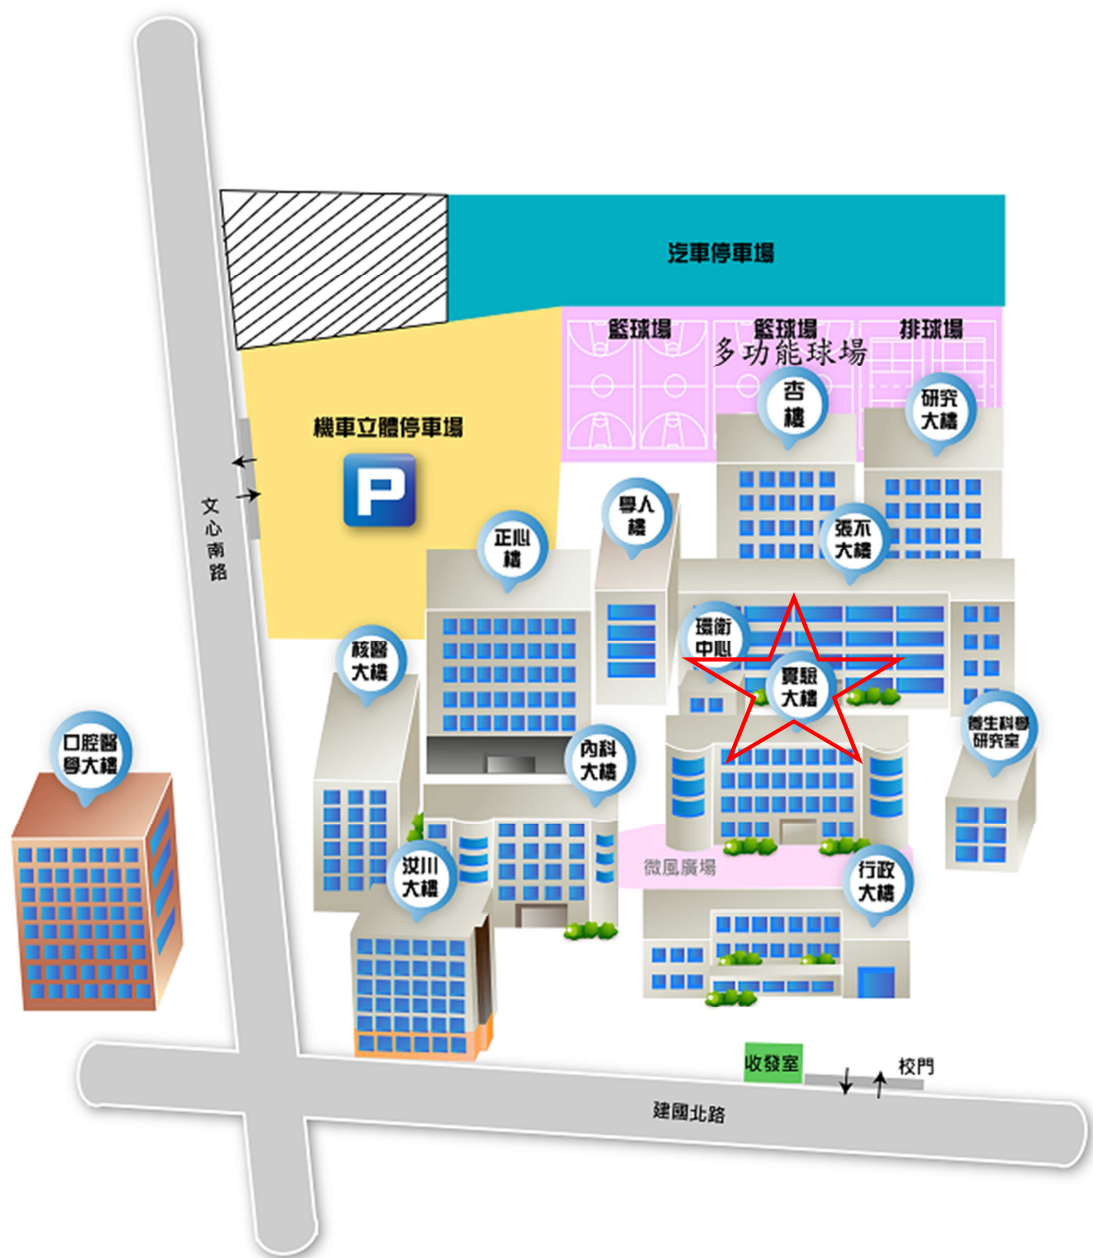 汽車停車場
籃球場
籃球場
排球場
多功能球場
杏
樓
研究
大樓
機車立體停車場
P
學人
樓
張不
大樓
正心
樓
文心南路
環衛
中心
核醫
大樓
實驗
大樓
養生科學
研究室
口腔醫
學大樓
內科
大樓
微風廣場
汶川
大樓
行政
大樓
收發室
校門
建國北路